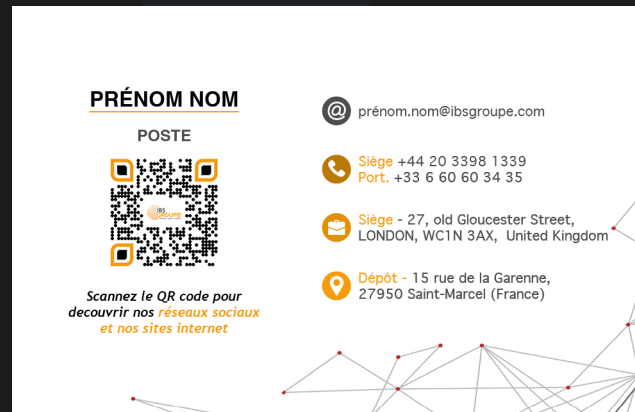 PRÉNOM NOM
POSTE
IBS
GROUPE
Scannez le QR code pour
decouvrir nos réseaux sociaux
et nos sites internet
@ prénom.nom@ibsgroupe.com
Siège +44 20 3398 1339
Port. +33 6 60 60 34 35
Siège - 27, old Gloucester Street,
LONDON, WC1N 3AX, United Kingdom
Dépôt - 15 rue de la Garenne,
27950 Saint-Marcel (France)